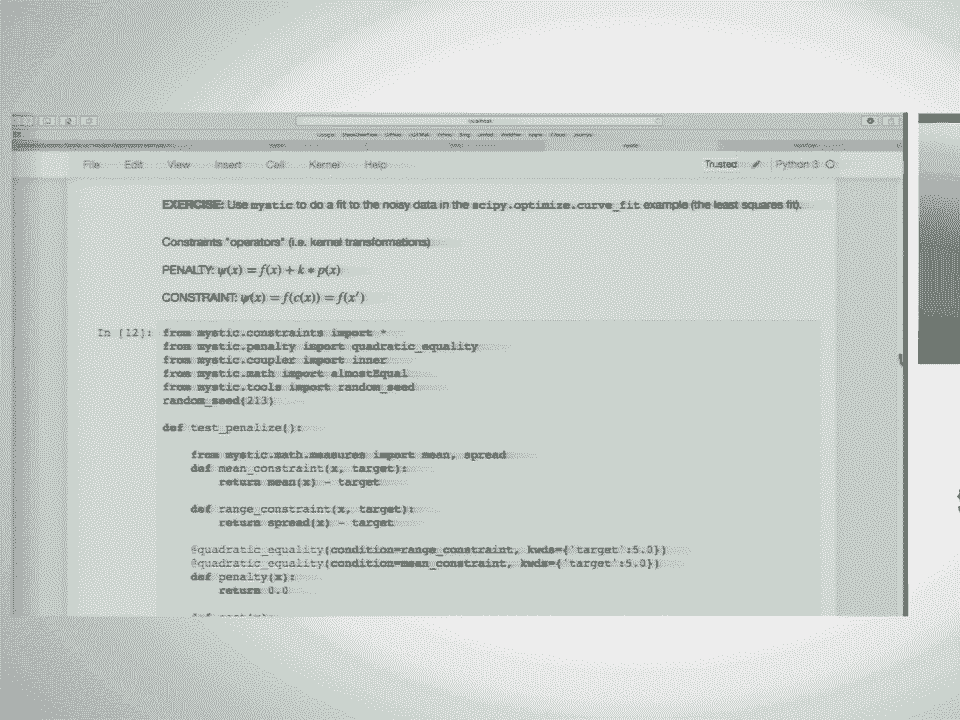 localhost
File Edit View Insert Cell Kernel Help Trusted Python 3
EXERCISE: Use mystic to do a fit to the noisy data in the scipy.optimize.curve_fit example (the least squares fit).
Constraints "operators" (i.e. kernel transformations)
PENALTY: ψ(x) = f(x) + k * p(x)
CONSTRAINT: ψ(x) = f(c(x)) = f(x′)
In [12]: from mystic.constraints import *
from mystic.penalty import quadratic_equality
from mystic.coupler import inner
from mystic.math import almostEqual
from mystic.tools import random_seed
random_seed(213)
def test_penalize():
from mystic.math.measures import mean, spread
def mean_constraint(x, target):
return mean(x) - target
def range_constraint(x, target):
return spread(x) - target
@quadratic_equality(condition=range_constraint, kwds={'target':5.0})
@quadratic_equality(condition=mean_constraint, kwds={'target':5.0})
def penalty(x):
return 0.0